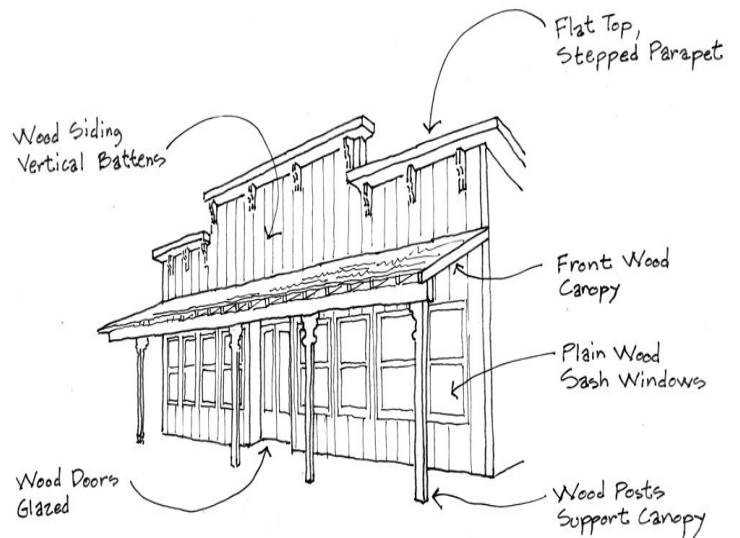 Flat Top,
Stepped Parapet
Wood Siding
Vertical Battens
Front Wood
Canopy
Plain Wood
Sash Windows
Wood Doors
Glazed
Wood Posts
Support Canopy